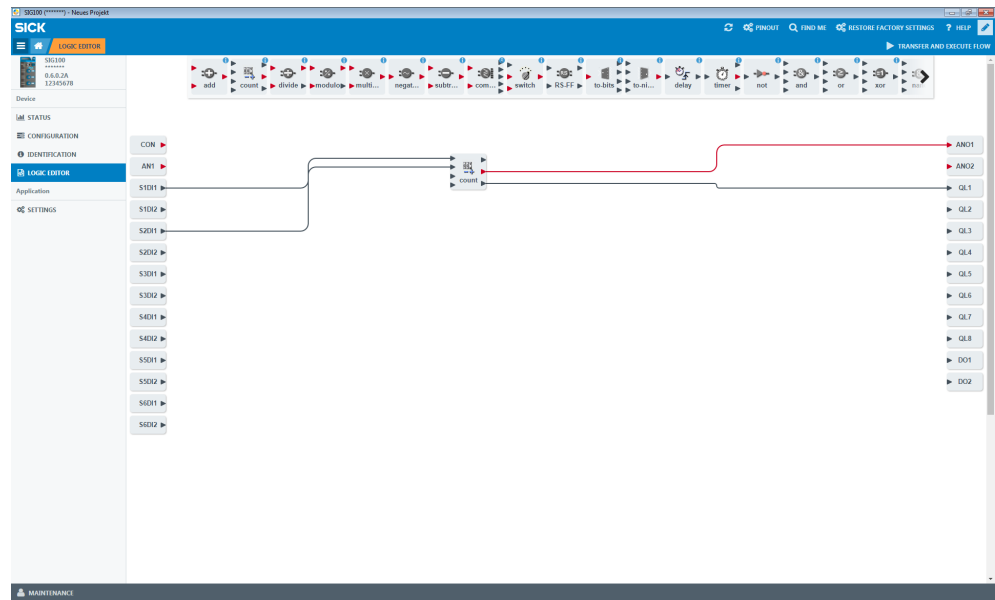 SIG100 (*******) - Neues Projekt
SICK
PINOUT
FIND ME
RESTORE FACTORY SETTINGS
? HELP
LOGIC EDITOR
TRANSFER AND EXECUTE FLOW
SIG100
*******
0.6.0.2A
12345678
Device
STATUS
CONFIGURATION
IDENTIFICATION
LOGIC EDITOR
Application
SETTINGS
add
count
divide
modulo
multi...
negat...
subtr...
com...
switch
RS-FF
to-bits
to-ni...
delay
timer
not
and
or
xor
CON
AN1
S1DI1
S1DI2
S2DI1
S2DI2
S3DI1
S3DI2
S4DI1
S4DI2
S5DI1
S5DI2
S6DI1
S6DI2
count
ANO1
ANO2
QL1
QL2
QL3
QL4
QL5
QL6
QL7
QL8
DO1
DO2
MAINTENANCE